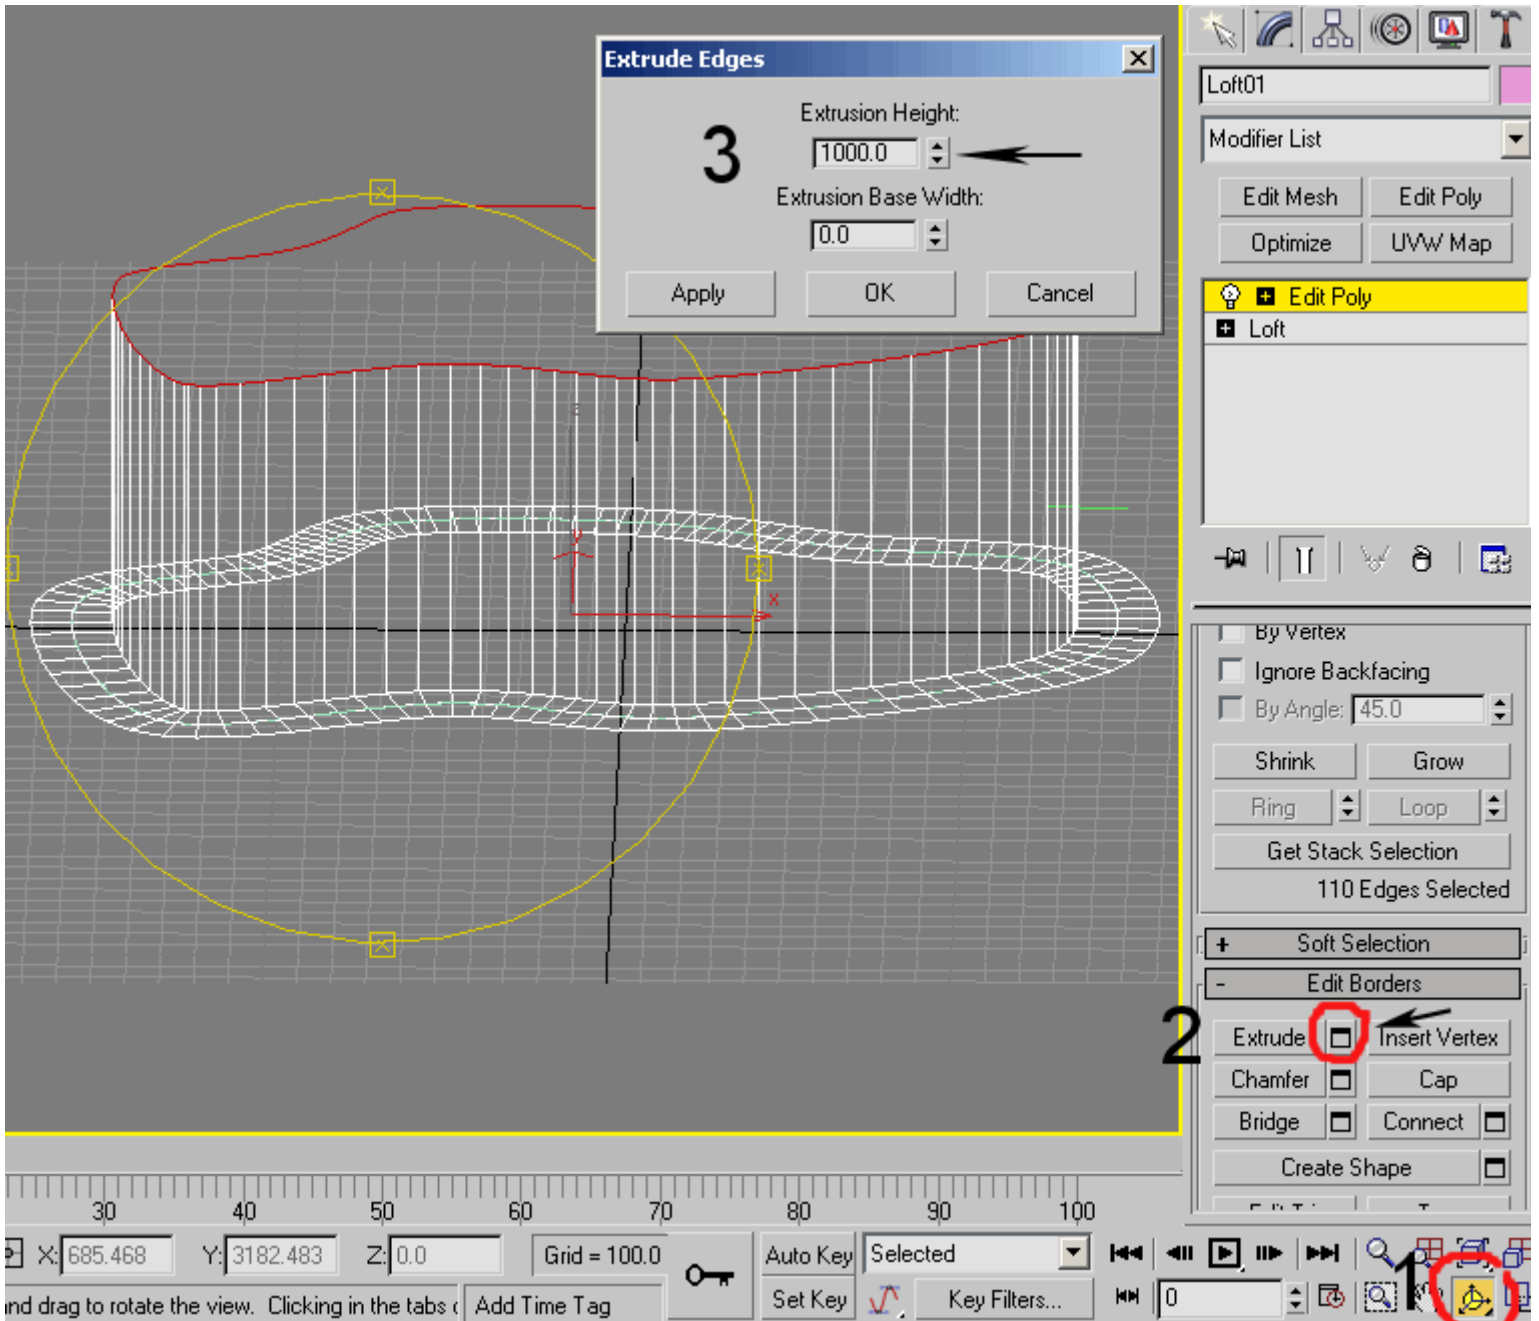 Extrude Edges
Extrusion Height:
1000.0
3
Extrusion Base Width:
0.0
Apply OK Cancel
z
y
x
Loft01
Modifier List
Edit Mesh Edit Poly
Optimize UVW Map
Edit Poly
Loft
By Vertex
Ignore Backfacing
By Angle: 45.0
Shrink Grow
Ring Loop
Get Stack Selection
110 Edges Selected
+ Soft Selection
- Edit Borders
2
Extrude Insert Vertex
Chamfer Cap
Bridge Connect
Create Shape
30 40 50 60 70 80 90 100
X: 685.468 Y: 3182.483 Z: 0.0 Grid = 100.0 Auto Key Selected
1
nd drag to rotate the view. Clicking in the tabs Add Time Tag Set Key Key Filters... 0